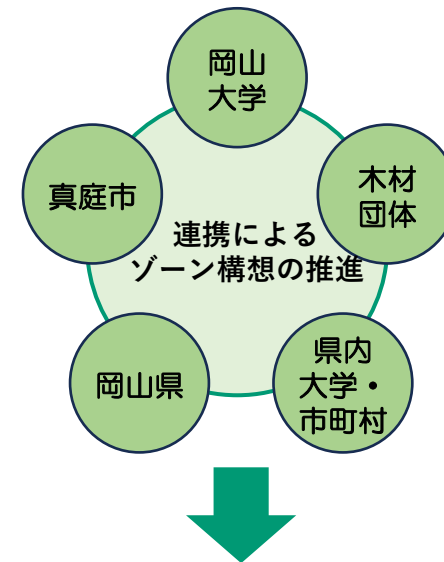 岡山
大学
真庭市
木材
団体
連携による
ゾーン構想の推進
岡山県
県内
大学・
市町村